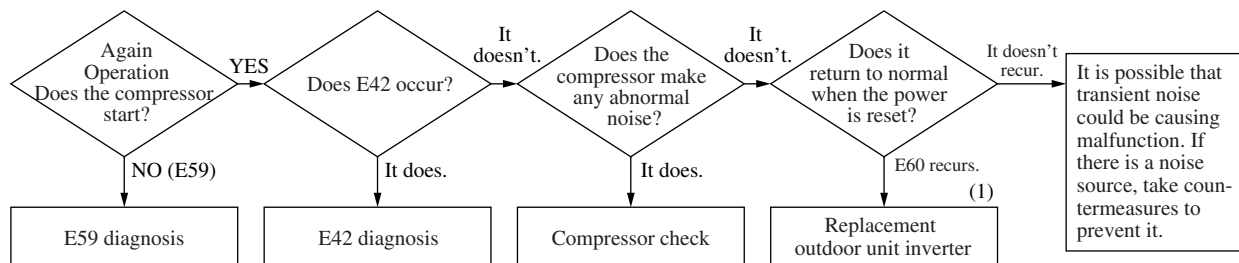 Again
Operation
Does the compressor
start?
YES
NO (E59)
E59 diagnosis
Does E42 occur?
It
doesn't.
It does.
E42 diagnosis
Does the
compressor make
any abnormal
noise?
It
doesn't.
It does.
Compressor check
Does it
return to normal
when the power
is reset?
It doesn't
recur.
E60 recurs.
(1)
Replacement
outdoor unit inverter
It is possible that
transient noise
could be causing
malfunction. If
there is a noise
source, take coun-
termeasures to
prevent it.